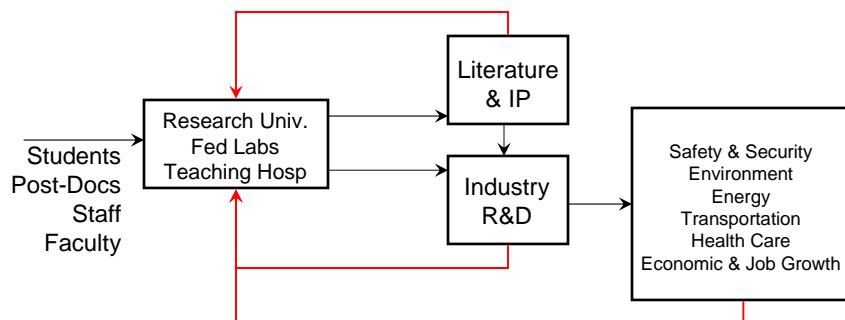 Students
Post-Docs
Staff
Faculty
Research Univ.
Fed Labs
Teaching Hosp
Literature
& IP
Industry
R&D
Safety & Security
Environment
Energy
Transportation
Health Care
Economic & Job Growth